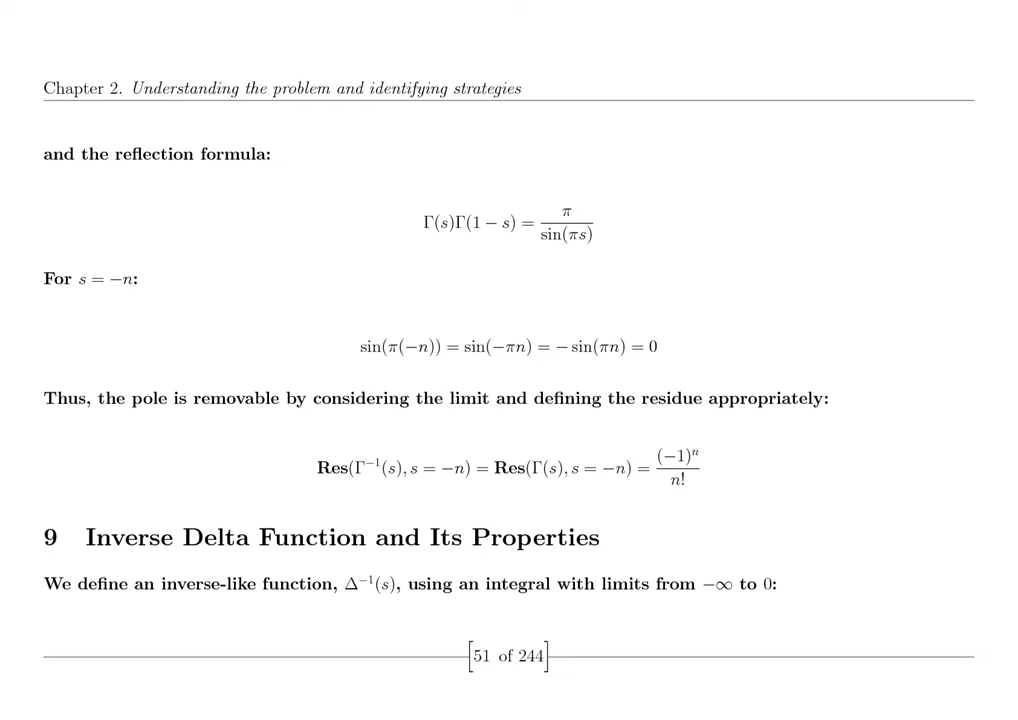 Chapter 2. Understanding the problem and identifying strategies
and the reflection formula:
Γ(s)Γ(1 − s) = π / sin(πs)
For s = −n:
sin(π(−n)) = sin(−πn) = − sin(πn) = 0
Thus, the pole is removable by considering the limit and defining the residue appropriately:
Res(Γ⁻¹(s), s = −n) = Res(Γ(s), s = −n) = (−1)ⁿ / n!
9 Inverse Delta Function and Its Properties
We define an inverse-like function, Δ⁻¹(s), using an integral with limits from −∞ to 0:
[51 of 244]